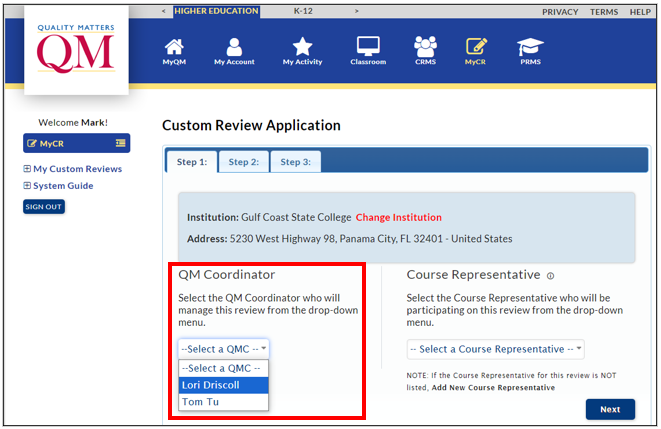 < HIGHER EDUCATION K-12 > PRIVACY TERMS HELP
QUALITY MATTERS
QM
MyQM My Account My Activity Classroom CRMS MyCR PRMS
Welcome Mark!
MyCR
My Custom Reviews
System Guide
SIGN OUT
Custom Review Application
Step 1: Step 2: Step 3:
Institution: Gulf Coast State College Change Institution
Address: 5230 West Highway 98, Panama City, FL 32401 - United States
QM Coordinator
Select the QM Coordinator who will
manage this review from the drop-down
menu.
--Select a QMC --
--Select a QMC --
Lori Driscoll
Tom Tu
Course Representative
Select the Course Representative who will be
participating on this review from the drop-down
menu.
-- Select a Course Representative --
NOTE: If the Course Representative for this review is NOT
listed, Add New Course Representative
Next